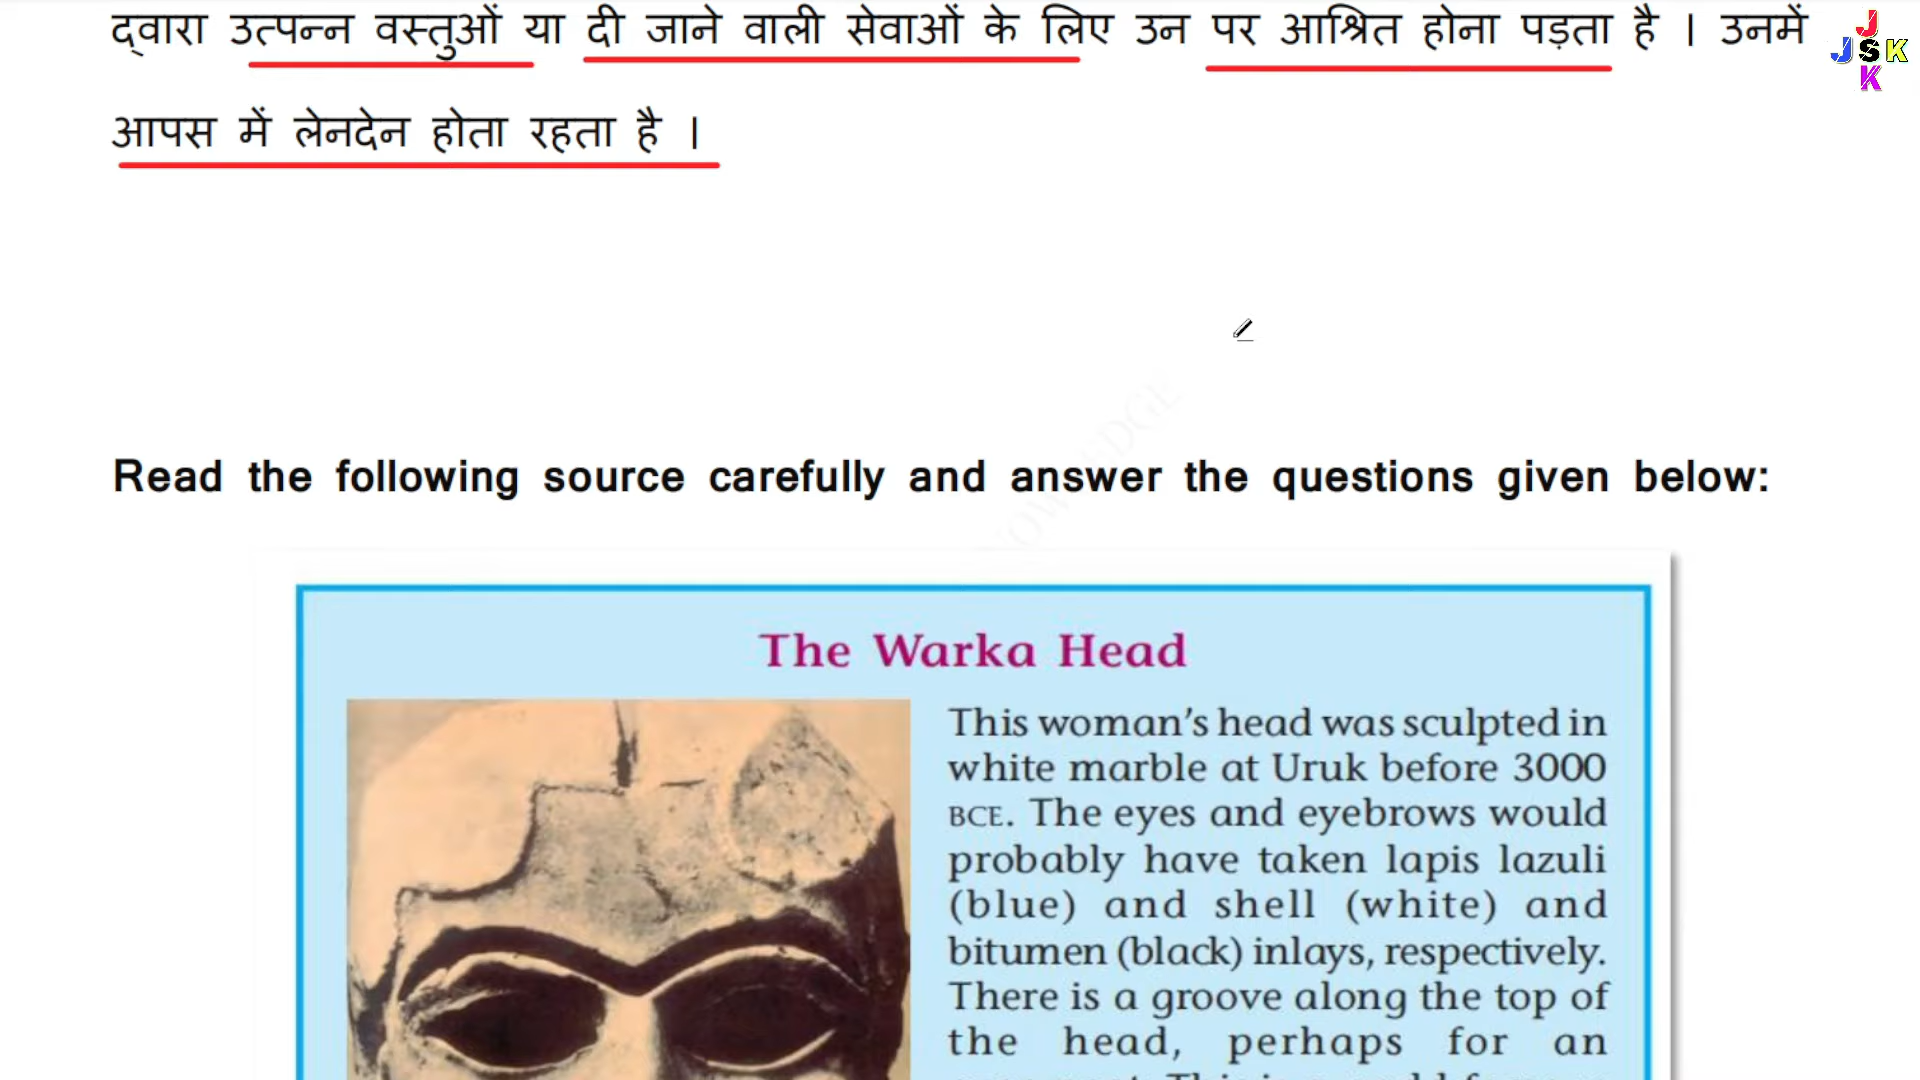 द्वारा उत्पन्न वस्तुओं या दी जाने वाली सेवाओं के लिए उन पर आश्रित होना पड़ता है । उनमें
आपस में लेनदेन होता रहता है ।
J
J S K
K
Read the following source carefully and answer the questions given below:
The Warka Head
This woman's head was sculpted in
white marble at Uruk before 3000
BCE. The eyes and eyebrows would
probably have taken lapis lazuli
(blue) and shell (white) and
bitumen (black) inlays, respectively.
There is a groove along the top of
the head, perhaps for an